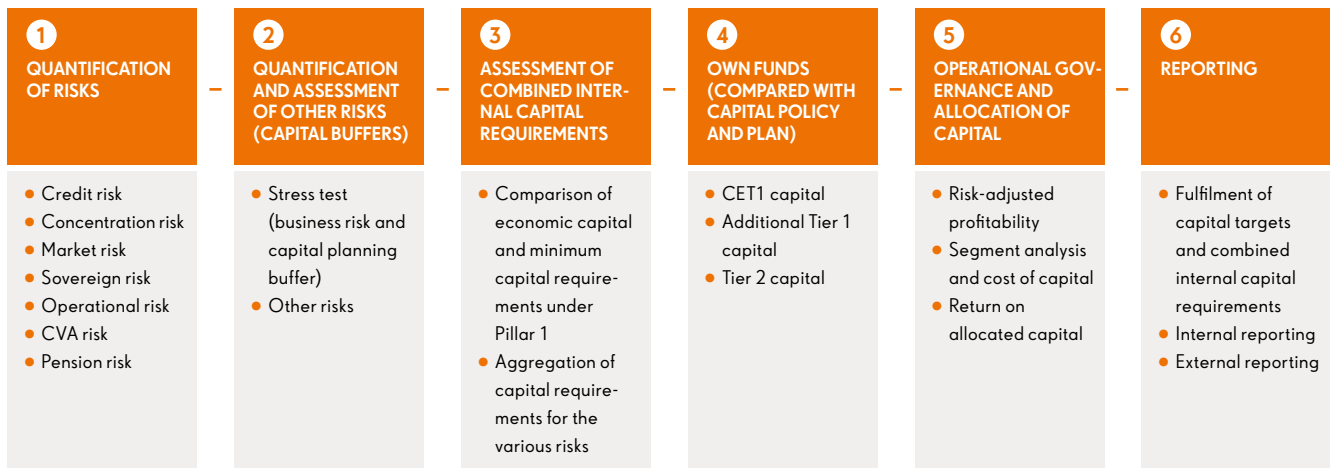 1
QUANTIFICATION
OF RISKS
Credit risk
Concentration risk
Market risk
Sovereign risk
Operational risk
CVA risk
Pension risk
2
QUANTIFICATION
AND ASSESSMENT
OF OTHER RISKS
(CAPITAL BUFFERS)
Stress test
(business risk and
capital planning
buffer)
Other risks
3
ASSESSMENT OF
COMBINED INTER-
NAL CAPITAL
REQUIREMENTS
Comparison of
economic capital
and minimum
capital require-
ments under
Pillar 1
Aggregation of
capital require-
ments for the
various risks
4
OWN FUNDS
(COMPARED WITH
CAPITAL POLICY
AND PLAN)
CET1 capital
Additional Tier 1
capital
Tier 2 capital
5
OPERATIONAL GOV-
ERNANCE AND
ALLOCATION OF
CAPITAL
Risk-adjusted
profitability
Segment analysis
and cost of capital
Return on
allocated capital
6
REPORTING
Fulfilment of
capital targets
and combined
internal capital
requirements
Internal reporting
External reporting